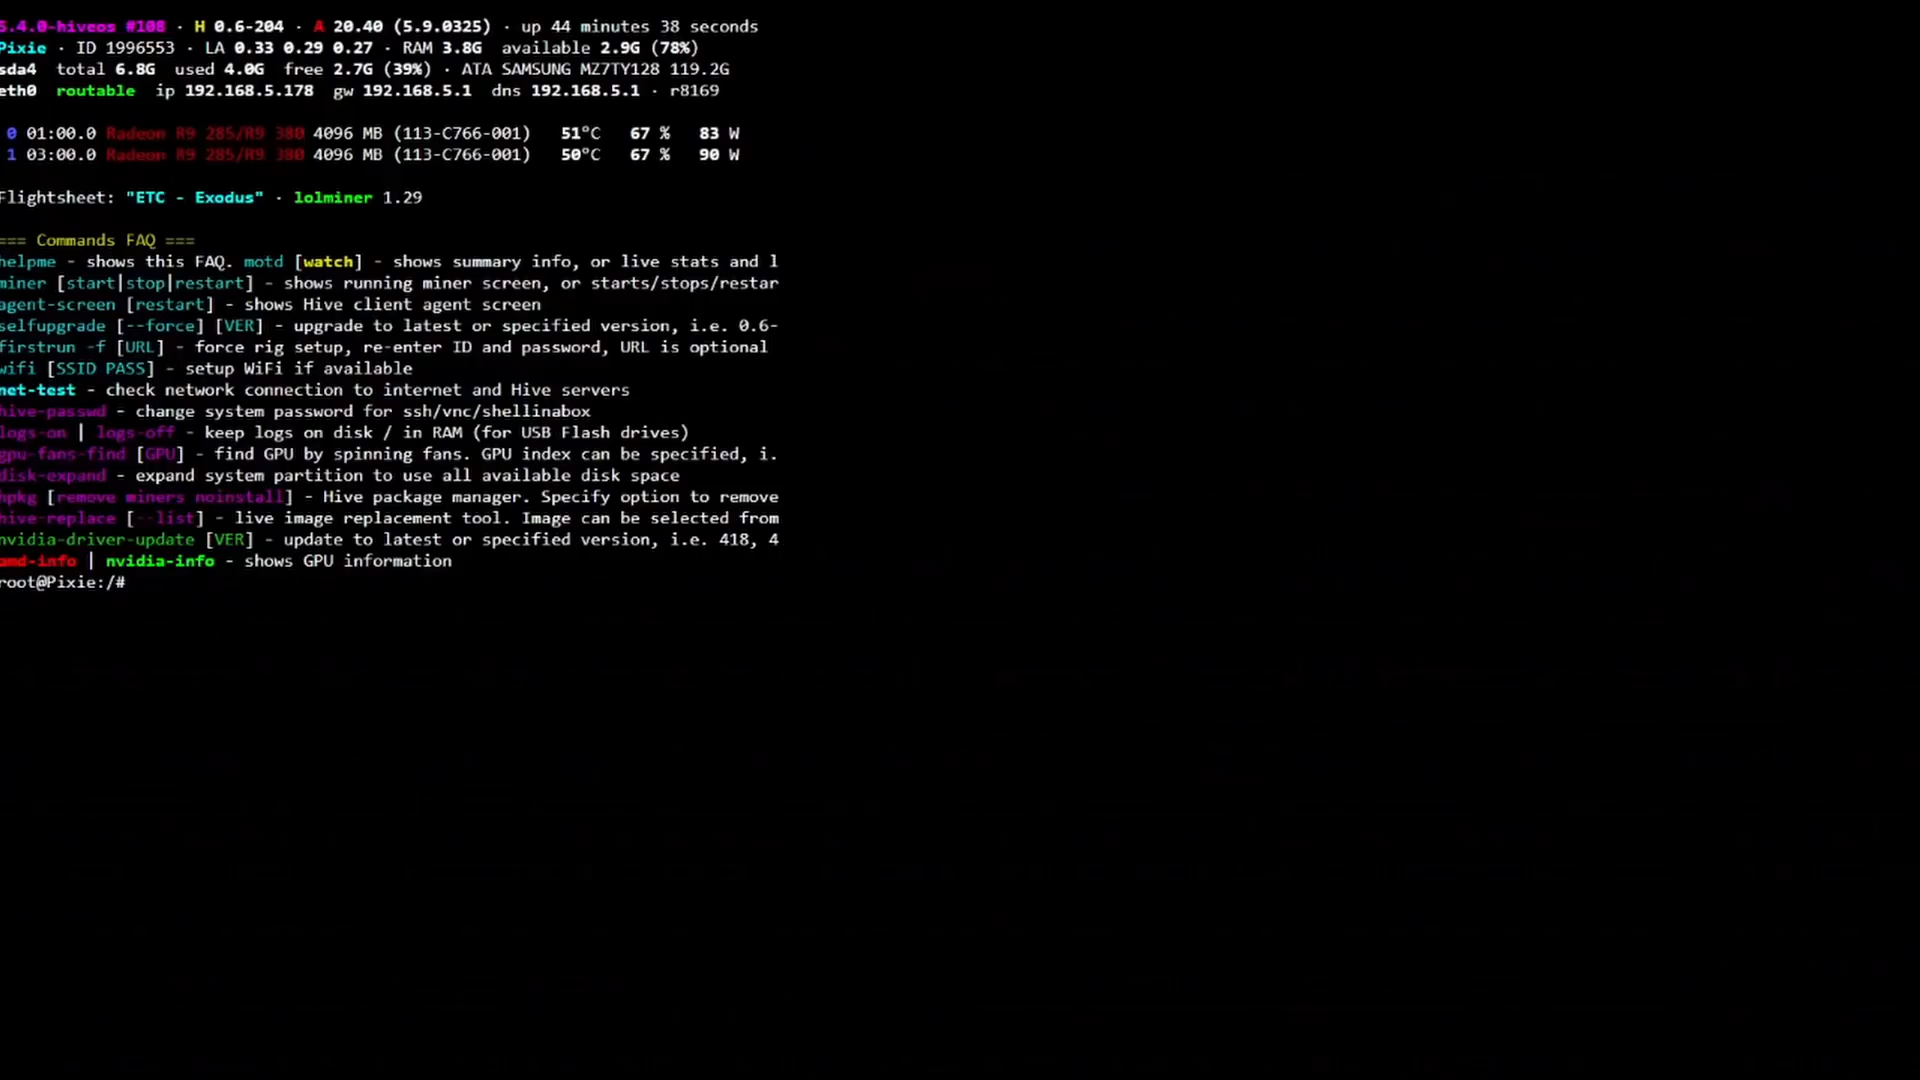 5.4.0-hiveos #108 · H 0.6-204 · A 20.40 (5.9.0325) · up 44 minutes 38 seconds
Pixie · ID 1996553 · LA 0.33 0.29 0.27 · RAM 3.8G available 2.9G (78%)
sda4 total 6.8G used 4.0G free 2.7G (39%) · ATA SAMSUNG MZ7TY128 119.2G
eth0 routable ip 192.168.5.178 gw 192.168.5.1 dns 192.168.5.1 · r8169
0 01:00.0 Radeon R9 285/R9 380 4096 MB (113-C766-001) 51°C 67 % 83 W
1 03:00.0 Radeon R9 285/R9 380 4096 MB (113-C766-001) 50°C 67 % 90 W
Flightsheet: "ETC - Exodus" · lolminer 1.29
=== Commands FAQ ===
helpme - shows this FAQ. motd [watch] - shows summary info, or live stats and l
miner [start|stop|restart] - shows running miner screen, or starts/stops/restar
agent-screen [restart] - shows Hive client agent screen
selfupgrade [--force] [VER] - upgrade to latest or specified version, i.e. 0.6-
firstrun -f [URL] - force rig setup, re-enter ID and password, URL is optional
wifi [SSID PASS] - setup WiFi if available
net-test - check network connection to internet and Hive servers
hive-passwd - change system password for ssh/vnc/shellinabox
logs-on | logs-off - keep logs on disk / in RAM (for USB Flash drives)
gpu-fans-find [GPU] - find GPU by spinning fans. GPU index can be specified, i.
disk-expand - expand system partition to use all available disk space
hpkg [remove miners noinstall] - Hive package manager. Specify option to remove
hive-replace [--list] - live image replacement tool. Image can be selected from
nvidia-driver-update [VER] - update to latest or specified version, i.e. 418, 4
amd-info | nvidia-info - shows GPU information
root@Pixie:/#